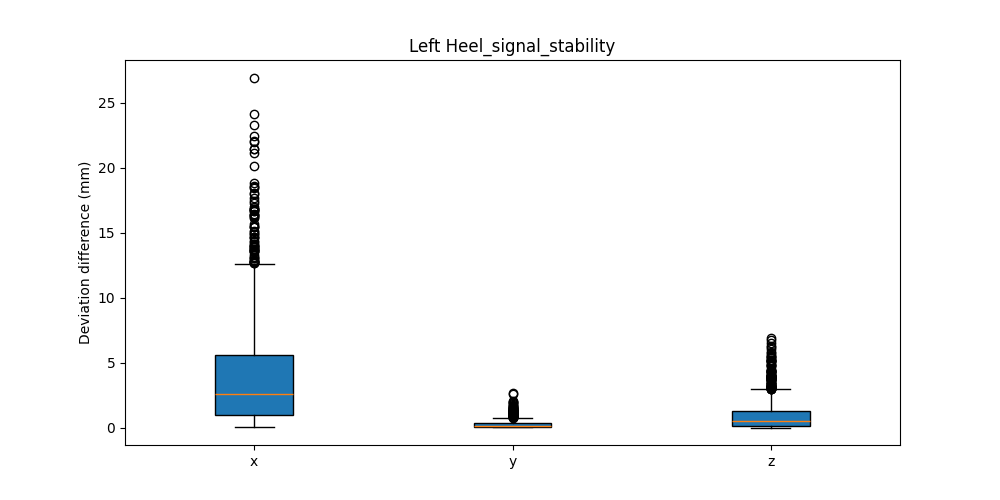 Left Heel_signal_stability
Deviation difference (mm)
25
20
15
10
5
0
x
y
z